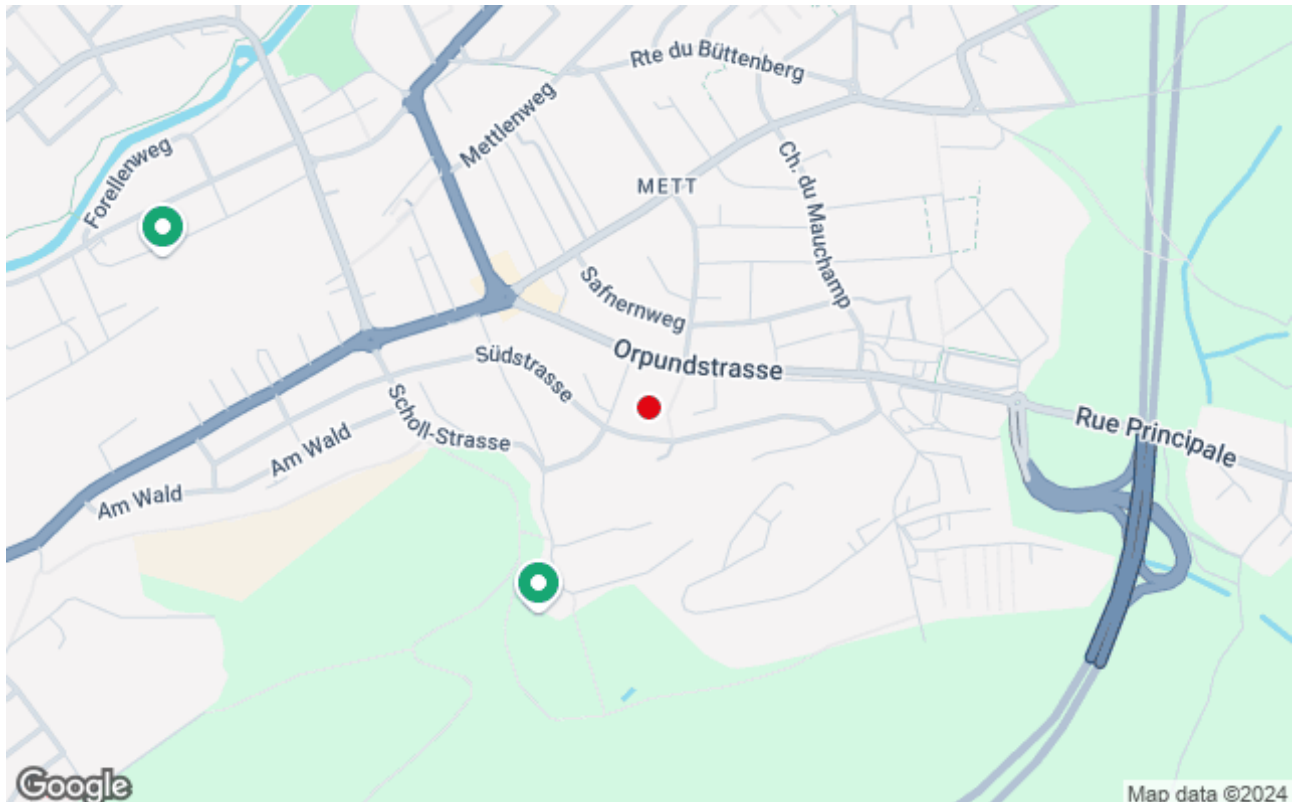 Rte du Büttenberg
Mettlenweg
Forellenweg
METT
Ch. du Mauchamp
Safnernweg
Orpundstrasse
Südstrasse
Scholl-Strasse
Am Wald
Am Wald
Rue Principale
Google
Map data ©2024